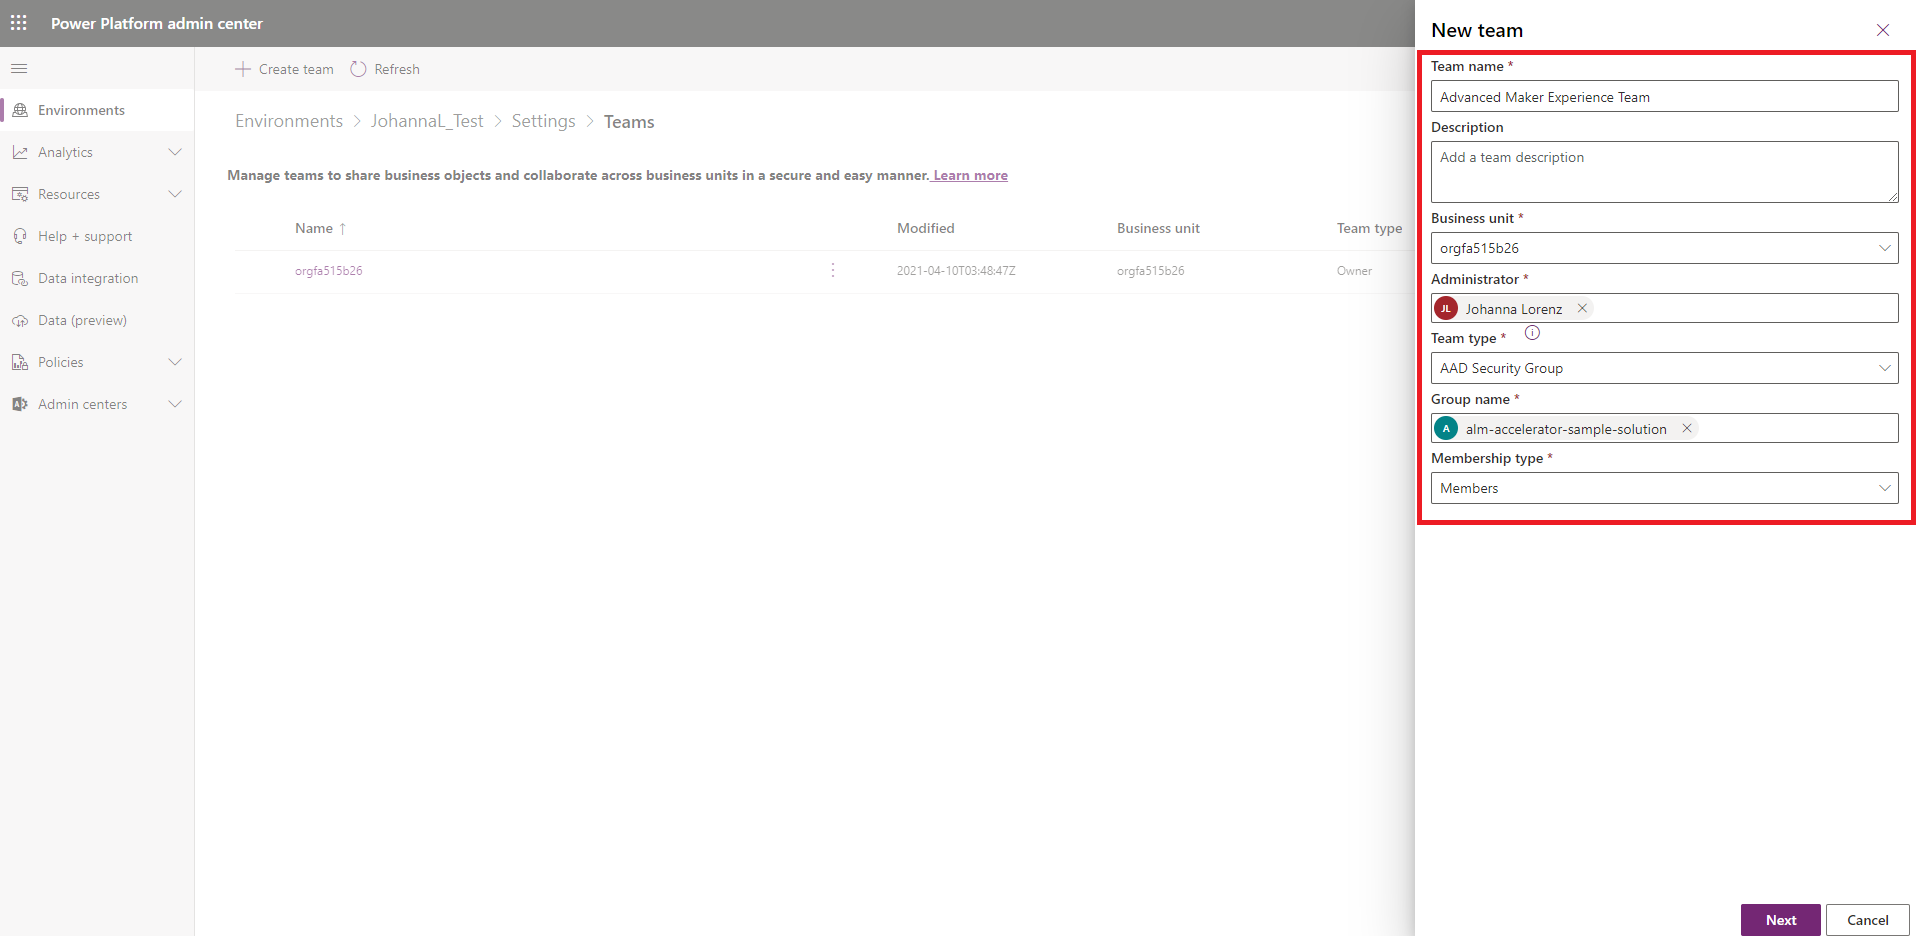 Power Platform admin center
Environments
Analytics
Resources
Help + support
Data integration
Data (preview)
Policies
Admin centers
Create team Refresh
Environments > JohannaL_Test > Settings > Teams
Manage teams to share business objects and collaborate across business units in a secure and easy manner. Learn more
Name ↑ Modified Business unit Team type
orgfa515b26 2021-04-10T03:48:47Z orgfa515b26 Owner
New team
Team name *
Advanced Maker Experience Team
Description
Add a team description
Business unit *
orgfa515b26
Administrator *
JL Johanna Lorenz
Team type *
AAD Security Group
Group name *
A alm-accelerator-sample-solution
Membership type *
Members
Next Cancel